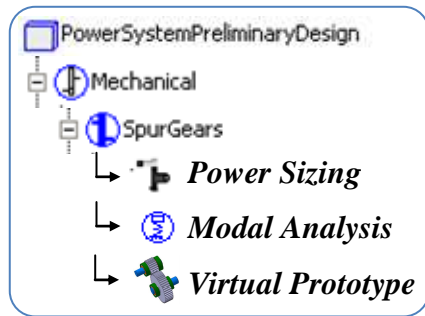 PowerSystemPreliminaryDesign
Mechanical
SpurGears
Power Sizing
Modal Analysis
Virtual Prototype